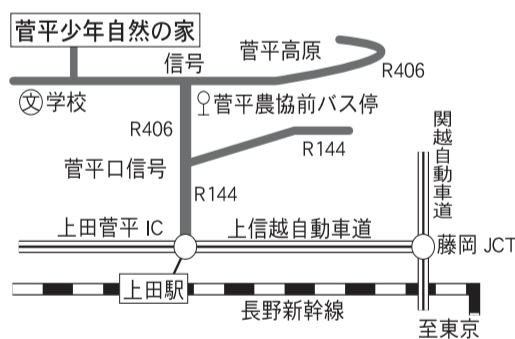 菅平少年自然の家
菅平高原
信号
R406
文
学校
菅平農協前バス停
R406
R144
関越自動車道
菅平口信号
R144
上田菅平 IC
上信越自動車道
藤岡 JCT
上田駅
長野新幹線
至東京